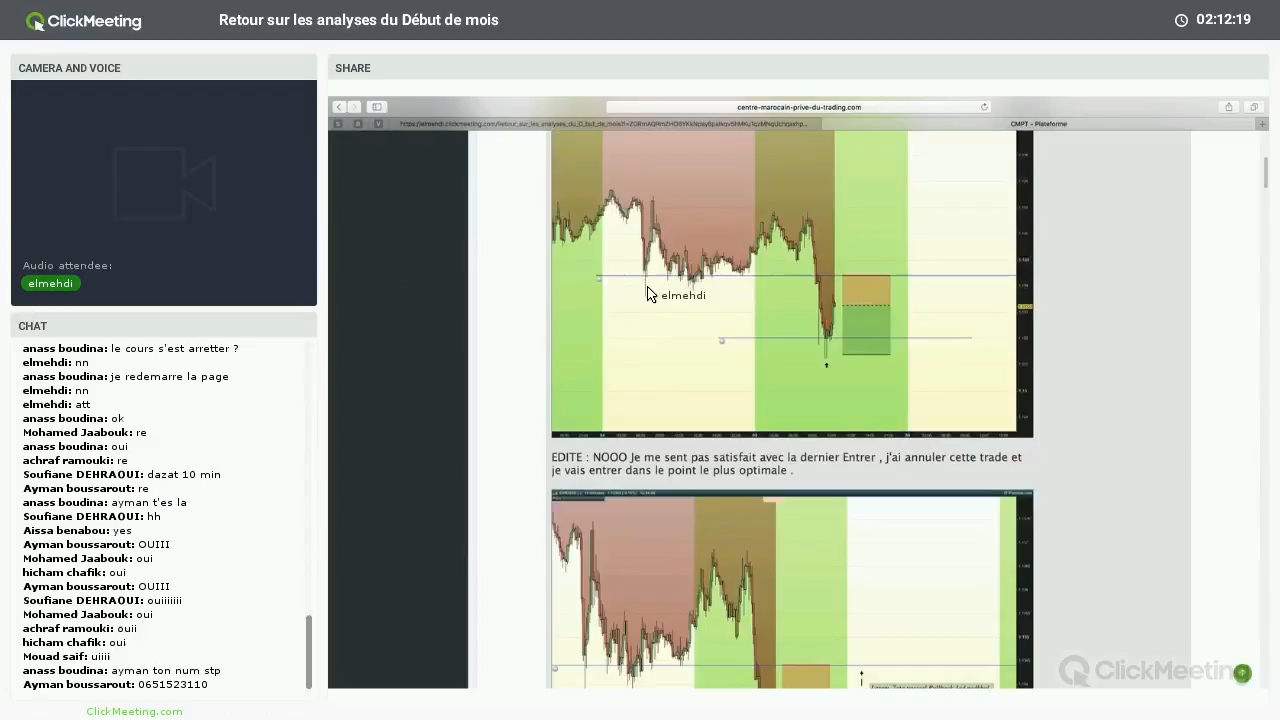 ClickMeeting
Retour sur les analyses du Début de mois
02:12:19
CAMERA AND VOICE
Audio attendee:
elmehdi
CHAT
anass boudina: le cours s'est arretter ?
elmehdi: nn
anass boudina: je redemarre la page
elmehdi: nn
elmehdi: att
anass boudina: ok
Mohamed Jaabouk: re
anass boudina: oui
achraf ramouki: re
Soufiane DEHRAOUI: dazat 10 min
Ayman boussarout: re
anass boudina: ayman t'es la
Soufiane DEHRAOUI: hh
Aissa benabou: yes
Ayman boussarout: OUIII
Mohamed Jaabouk: oui
hicham chafik: oui
Ayman boussarout: OUIII
Soufiane DEHRAOUI: ouiiiiiii
Mohamed Jaabouk: oui
achraf ramouki: ouii
hicham chafik: oui
Mouad saif: uiiii
anass boudina: ayman ton num stp
Ayman boussarout: 0651523110
ClickMeeting.com
SHARE
centre-marocain-prive-du-trading.com
CMPT - Plateforme
elmehdi
EDITE : NOOO Je me sent pas satisfait avec la dernier Entrer , j'ai annuler cette trade et
je vais entrer dans le point le plus optimale .
ClickMeeting